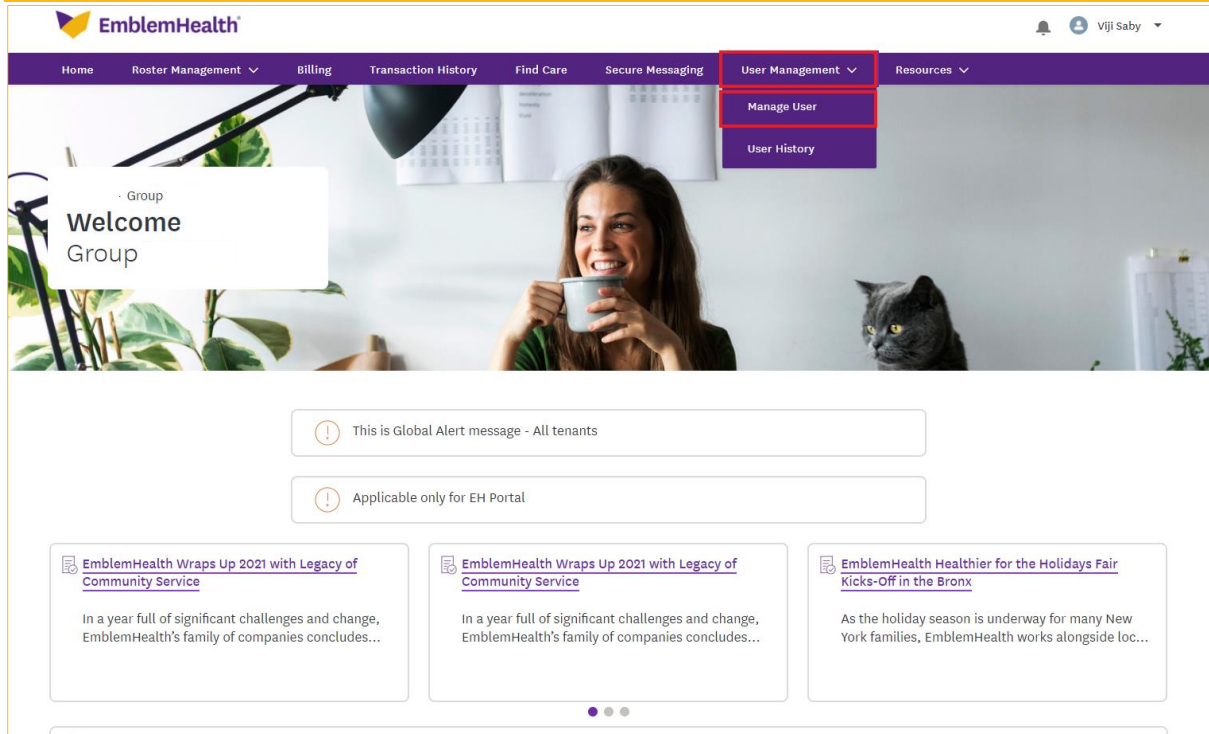 EmblemHealth
Viji Saby
Home Roster Management Billing Transaction History Find Care Secure Messaging User Management Resources
Manage User
User History
Group
Welcome
Group
This is Global Alert message - All tenants
Applicable only for EH Portal
EmblemHealth Wraps Up 2021 with Legacy of
Community Service
In a year full of significant challenges and change,
EmblemHealth's family of companies concludes...
EmblemHealth Wraps Up 2021 with Legacy of
Community Service
In a year full of significant challenges and change,
EmblemHealth's family of companies concludes...
EmblemHealth Healthier for the Holidays Fair
Kicks-Off in the Bronx
As the holiday season is underway for many New
York families, EmblemHealth works alongside loc...